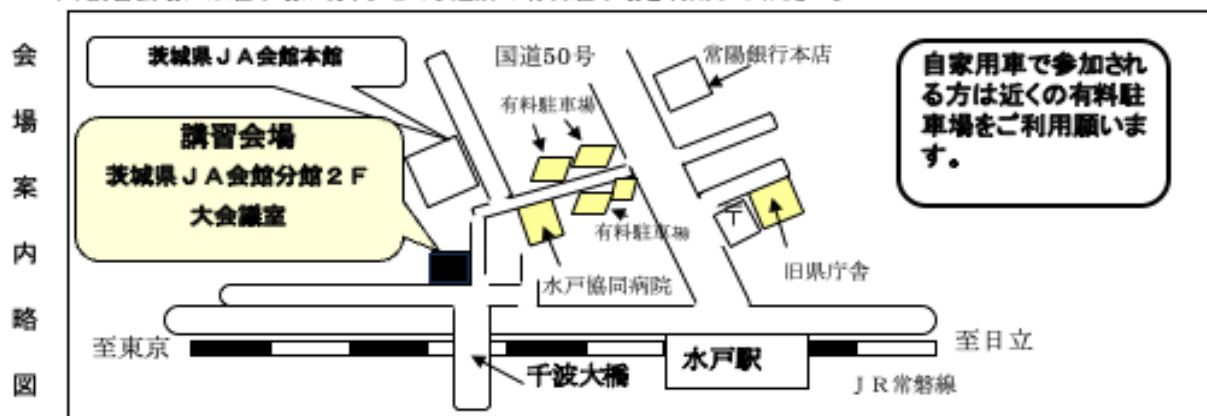 会場案内略図
茨城県ＪＡ会館本館
国道50号
常陽銀行本店
自家用車で参加され
る方は近くの有料駐
車場をご利用願いま
す。
有料駐車場
講習会場
茨城県ＪＡ会館分館２Ｆ
大会議室
〒
有料駐車場
旧県庁舎
水戸協同病院
至東京
水戸駅
至日立
千波大橋
ＪＲ常磐線